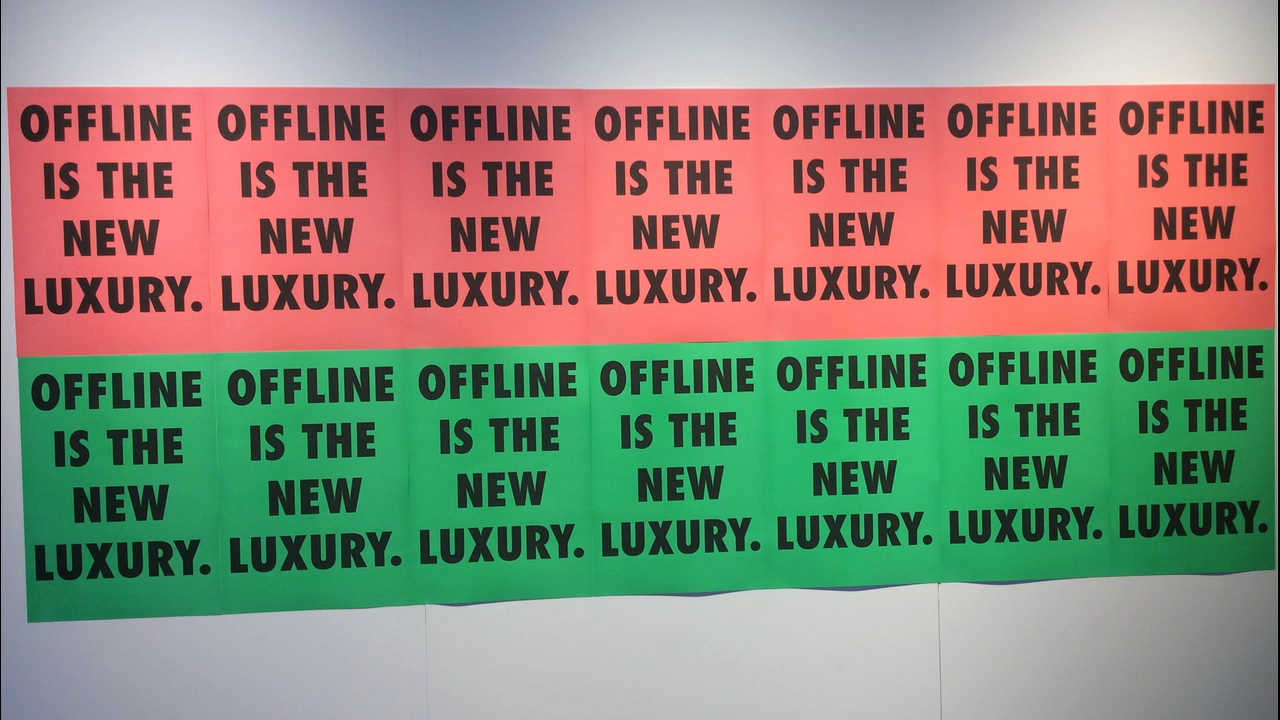 OFFLINE OFFLINE OFFLINE OFFLINE OFFLINE OFFLINE OFFLINE
IS THE IS THE IS THE IS THE IS THE IS THE IS THE
NEW NEW NEW NEW NEW NEW NEW
LUXURY. LUXURY. LUXURY. LUXURY. LUXURY. LUXURY. LUXURY.
OFFLINE OFFLINE OFFLINE OFFLINE OFFLINE OFFLINE OFFLINE
IS THE IS THE IS THE IS THE IS THE IS THE IS THE
NEW NEW NEW NEW NEW NEW NEW
LUXURY. LUXURY. LUXURY. LUXURY. LUXURY. LUXURY. LUXURY.